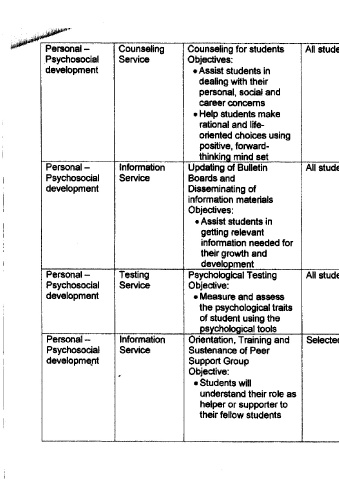 Personal –
Psychosocial
development
Counseling
Service
Counseling for students
Objectives:
• Assist students in
dealing with their
personal, social and
career concerns
• Help students make
rational and life-
oriented choices using
positive, forward-
thinking mind set
All stude
Personal –
Psychosocial
development
Information
Service
Updating of Bulletin
Boards and
Disseminating of
information materials
Objectives:
• Assist students in
getting relevant
information needed for
their growth and
development
All stude
Personal –
Psychosocial
development
Testing
Service
Psychological Testing
Objective:
• Measure and assess
the psychological traits
of student using the
psychological tools
All stude
Personal –
Psychosocial
development
Information
Service
Orientation, Training and
Sustenance of Peer
Support Group
Objective:
• Students will
understand their role as
helper or supporter to
their fellow students
Selected